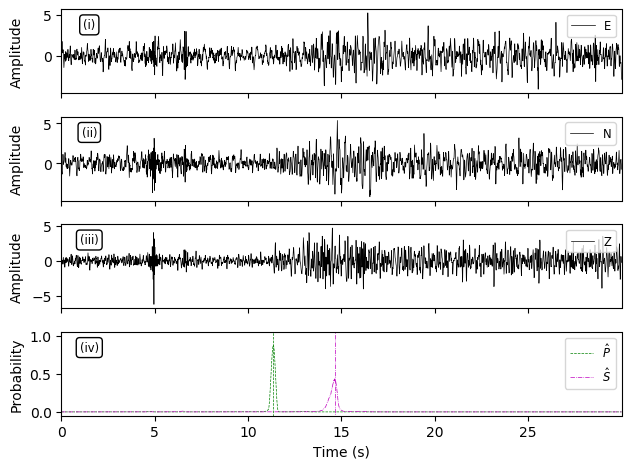 5
0
Amplitude
(i)
E
5
0
Amplitude
(ii)
N
5
0
−5
Amplitude
(iii)
Z
1.0
0.5
0.0
Probability
(iv)
P̂
Ŝ
0 5 10 15 20 25
Time (s)